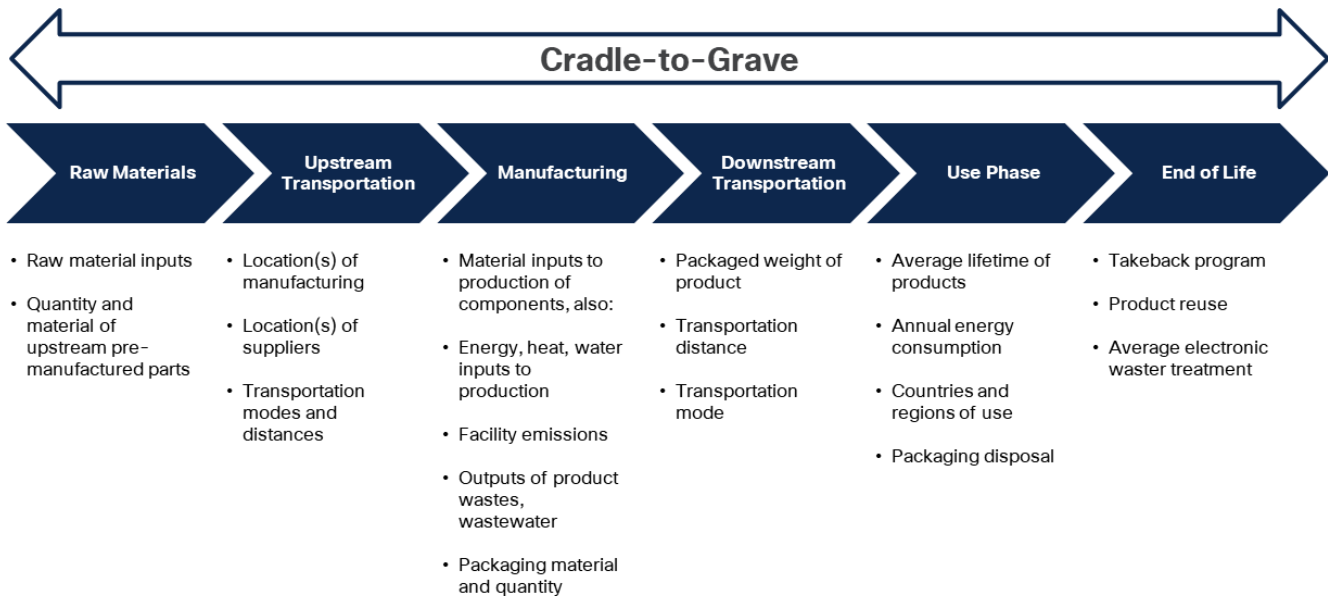 Cradle-to-Grave
Raw Materials
Upstream
Transportation
Manufacturing
Downstream
Transportation
Use Phase
End of Life
• Raw material inputs
• Quantity and
material of
upstream pre-
manufactured parts
• Location(s) of
manufacturing
• Location(s) of
suppliers
• Transportation
modes and
distances
• Material inputs to
production of
components, also:
• Energy, heat, water
inputs to
production
• Facility emissions
• Outputs of product
wastes,
wastewater
• Packaging material
and quantity
• Packaged weight of
product
• Transportation
distance
• Transportation
mode
• Average lifetime of
products
• Annual energy
consumption
• Countries and
regions of use
• Packaging disposal
• Takeback program
• Product reuse
• Average electronic
waster treatment